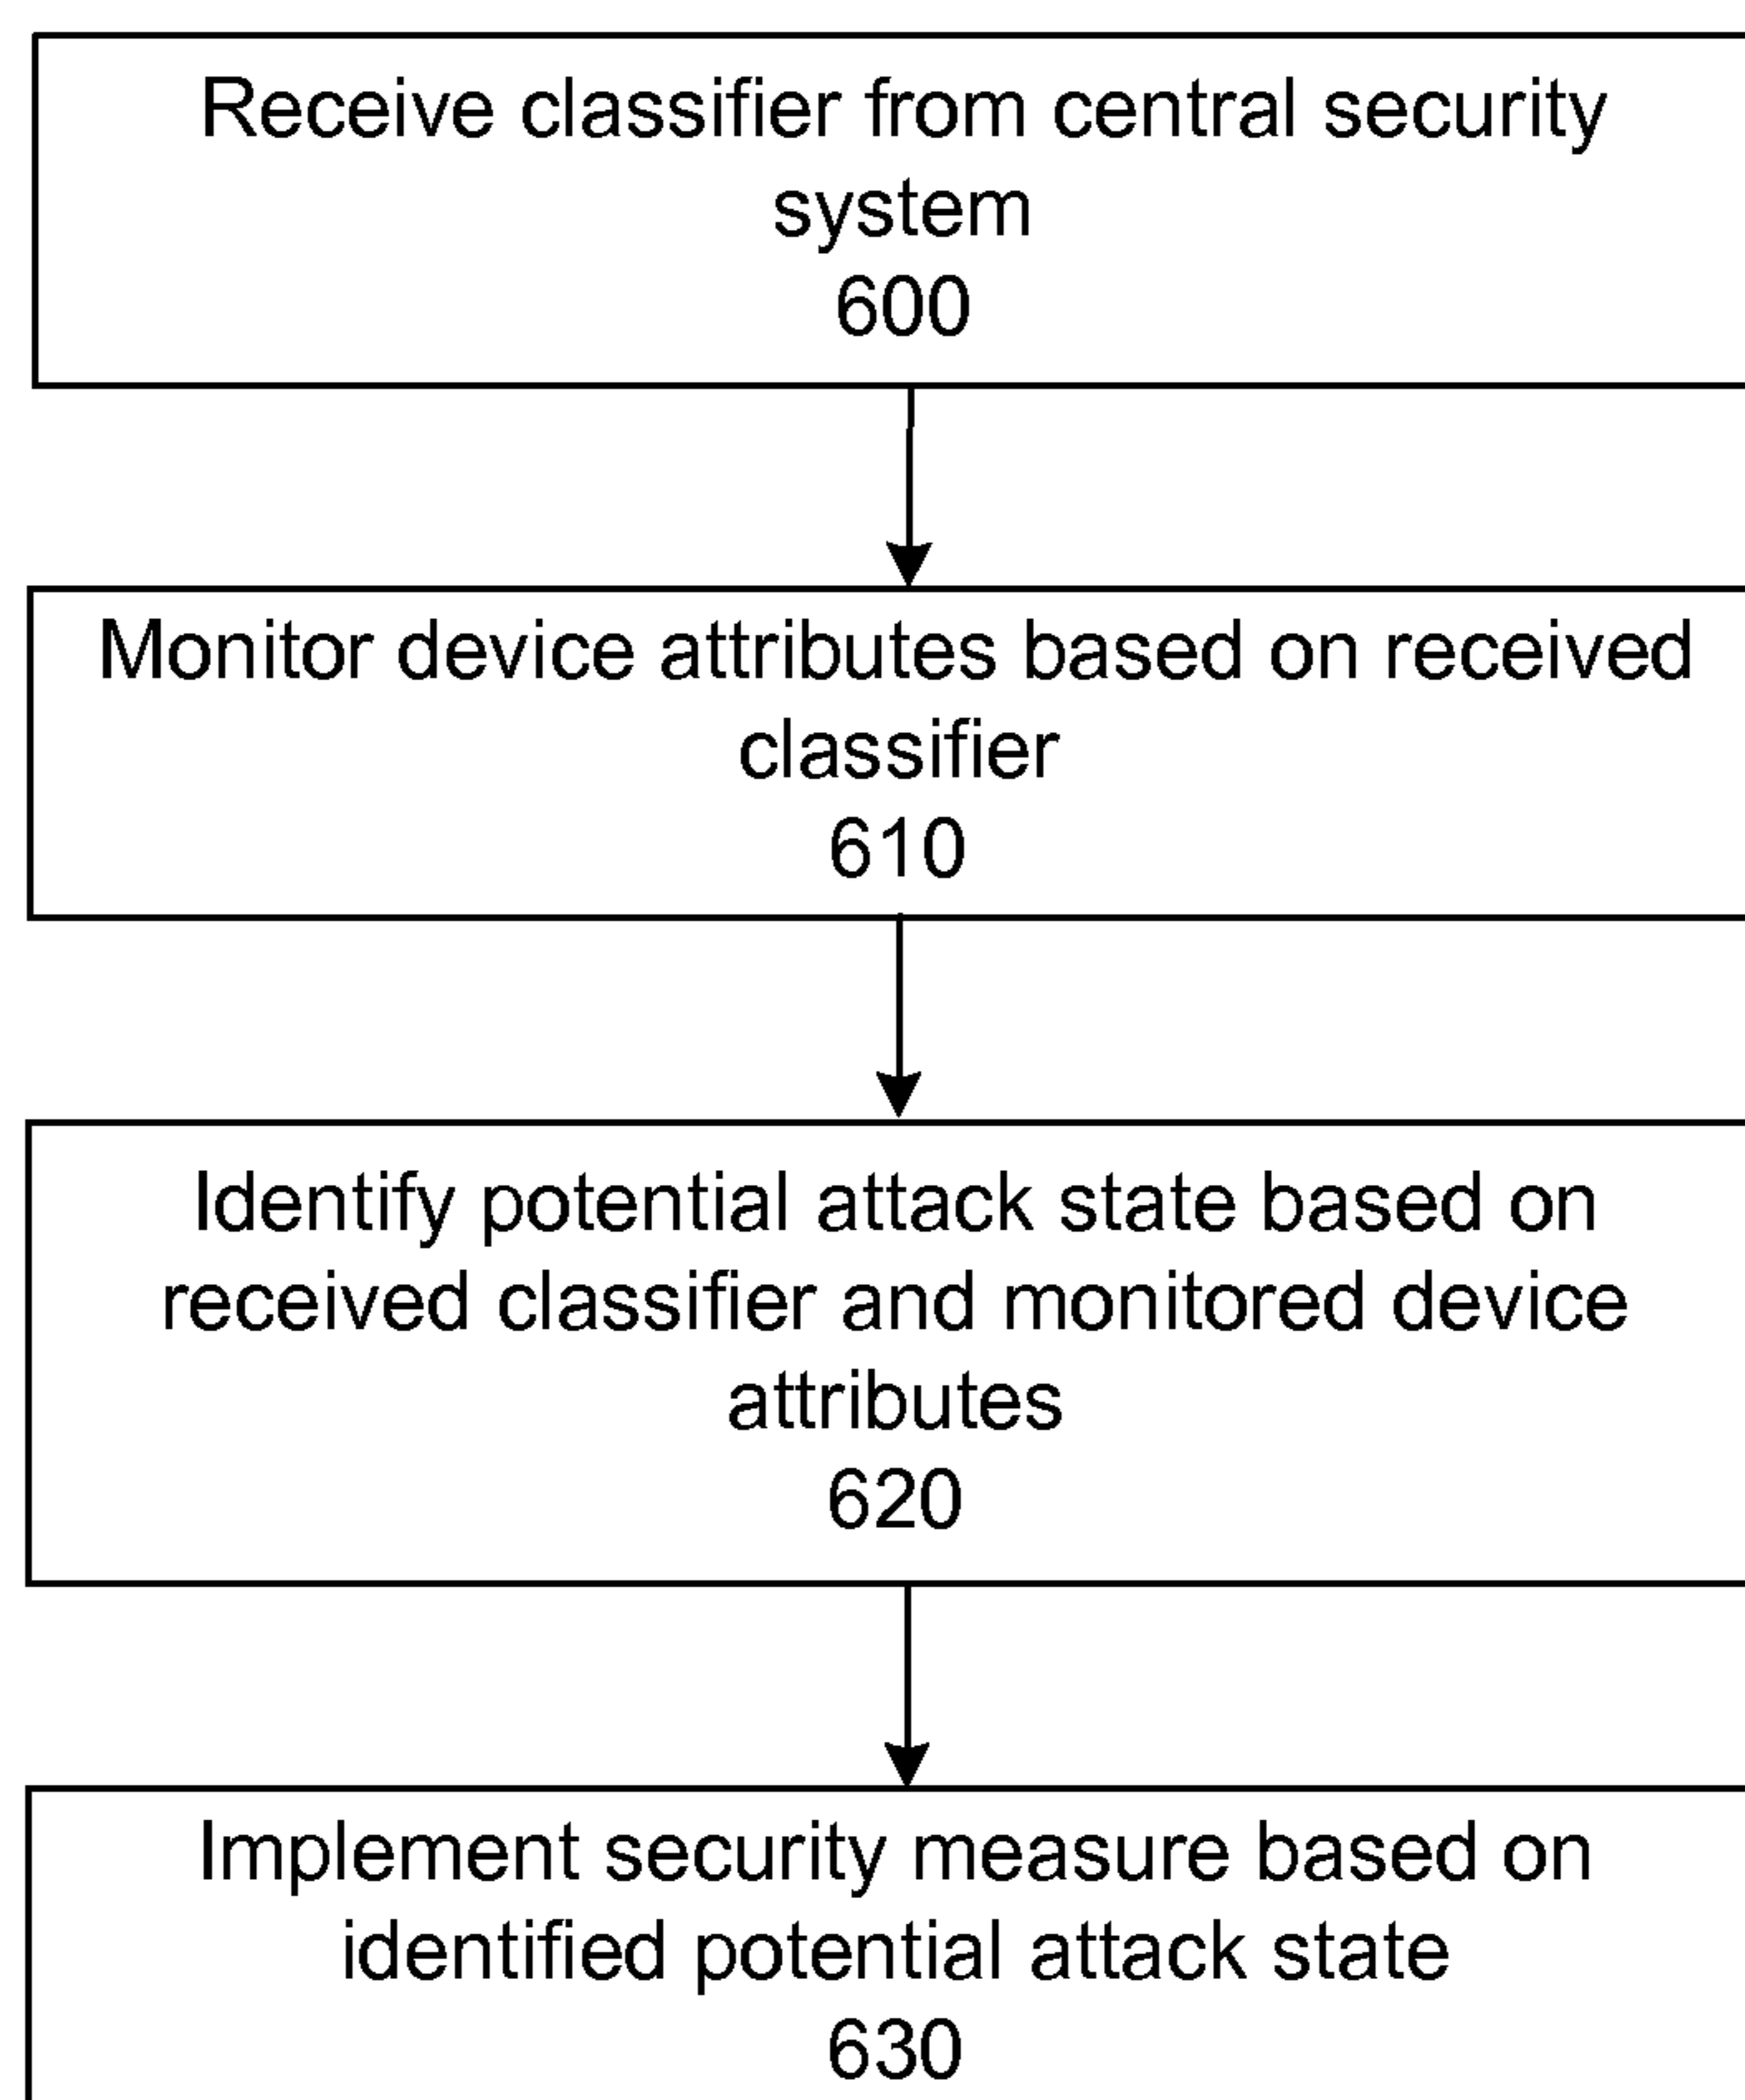 Receive classifier from central security
system
600
Monitor device attributes based on received
classifier
610
Identify potential attack state based on
received classifier and monitored device
attributes
620
Implement security measure based on
identified potential attack state
630